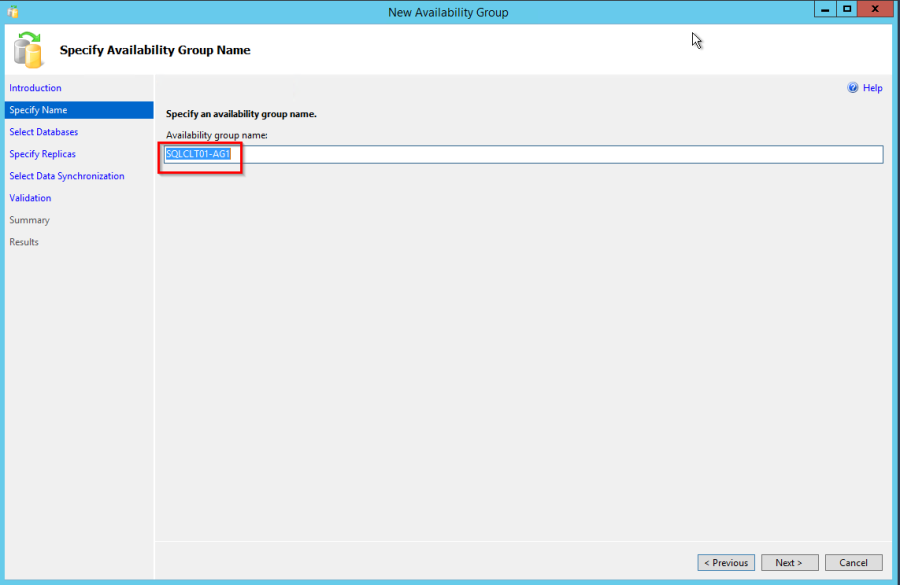 New Availability Group
Specify Availability Group Name
Introduction
Specify Name
Select Databases
Specify Replicas
Select Data Synchronization
Validation
Summary
Results
Help
Specify an availability group name.
Availability group name:
SQLCLT01-AG1
< Previous
Next >
Cancel